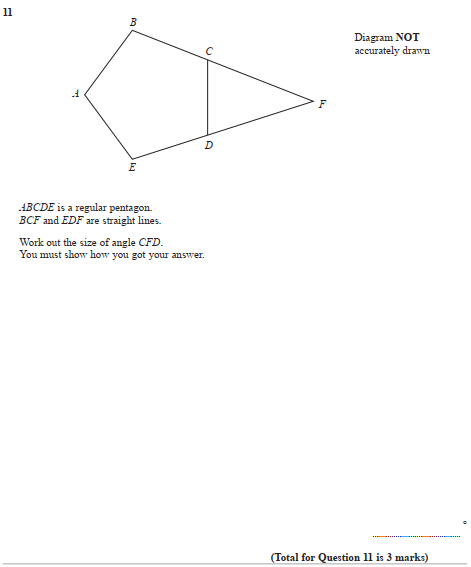 11
B
Diagram NOT
accurately drawn
C
A
F
D
E
ABCDE is a regular pentagon.
BCF and EDF are straight lines.
Work out the size of angle CFD.
You must show how you got your answer.
°
(Total for Question 11 is 3 marks)